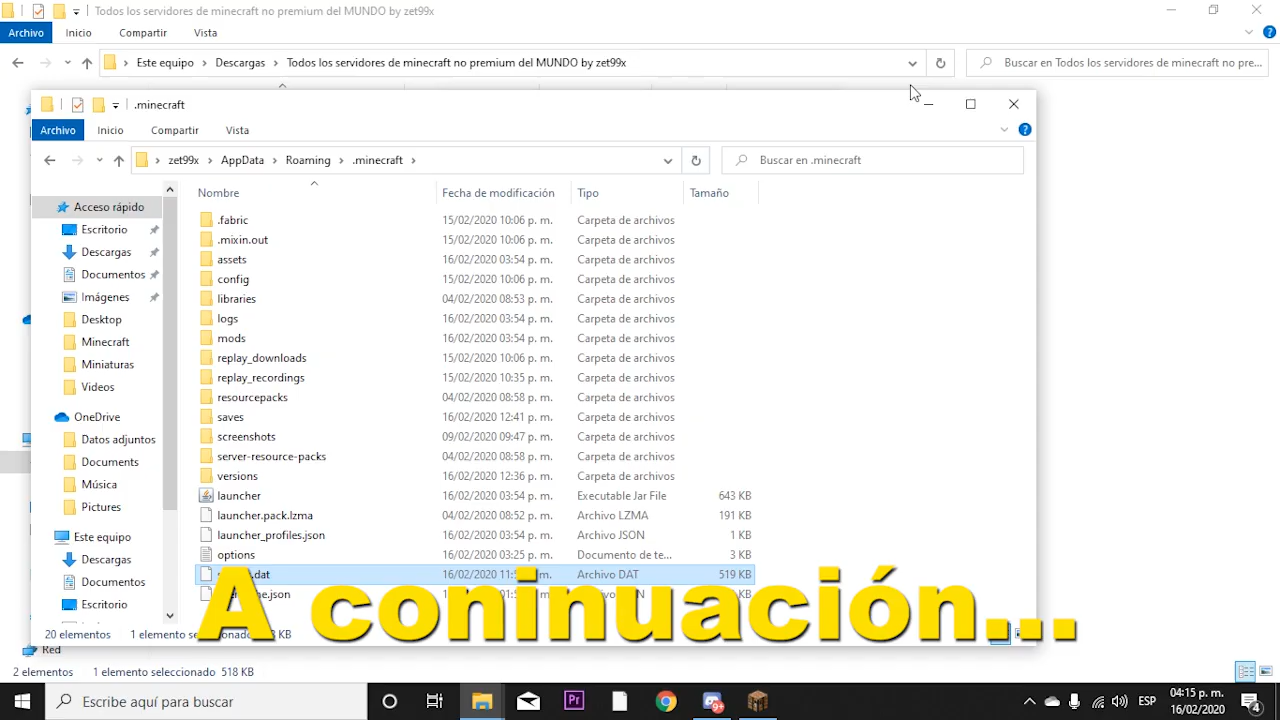 Todos los servidores de minecraft no premium del MUNDO by zet99x
Archivo Inicio Compartir Vista
Este equipo Descargas Todos los servidores de minecraft no premium del MUNDO by zet99x Buscar en Todos los servidores de minecraft no pre...
.minecraft
Archivo Inicio Compartir Vista
zet99x AppData Roaming .minecraft Buscar en .minecraft
Nombre Fecha de modificación Tipo Tamaño
Acceso rápido
Escritorio
Descargas
Documentos
Imágenes
Desktop
Minecraft
Miniaturas
Videos
OneDrive
Datos adjuntos
Documents
Música
Pictures
Este equipo
Descargas
Documentos
Escritorio
.fabric 15/02/2020 10:06 p. m. Carpeta de archivos
.mixin.out 15/02/2020 10:06 p. m. Carpeta de archivos
assets 16/02/2020 03:54 p. m. Carpeta de archivos
config 15/02/2020 10:06 p. m. Carpeta de archivos
libraries 04/02/2020 08:53 p. m. Carpeta de archivos
logs 16/02/2020 03:54 p. m. Carpeta de archivos
mods 16/02/2020 03:54 p. m. Carpeta de archivos
replay_downloads 15/02/2020 10:06 p. m. Carpeta de archivos
replay_recordings 15/02/2020 10:35 p. m. Carpeta de archivos
resourcepacks 04/02/2020 08:58 p. m. Carpeta de archivos
saves 16/02/2020 12:41 p. m. Carpeta de archivos
screenshots 09/02/2020 09:47 p. m. Carpeta de archivos
server-resource-packs 04/02/2020 08:58 p. m. Carpeta de archivos
versions 16/02/2020 12:36 p. m. Carpeta de archivos
launcher 16/02/2020 03:54 p. m. Executable Jar File 643 KB
launcher.pack.lzma 04/02/2020 08:52 p. m. Archivo LZMA 191 KB
launcher_profiles.json 16/02/2020 03:54 p. m. Archivo JSON 1 KB
options 16/02/2020 03:25 p. m. Documento de te... 3 KB
.dat 16/02/2020 m. Archivo DAT 519 KB
.json
A coninuación...
20 elementos 1 elemento KB
Red
2 elementos 1 elemento seleccionado 518 KB
Escribe aquí para buscar Pr 9+ ESP 04:15 p. m.
16/02/2020 4